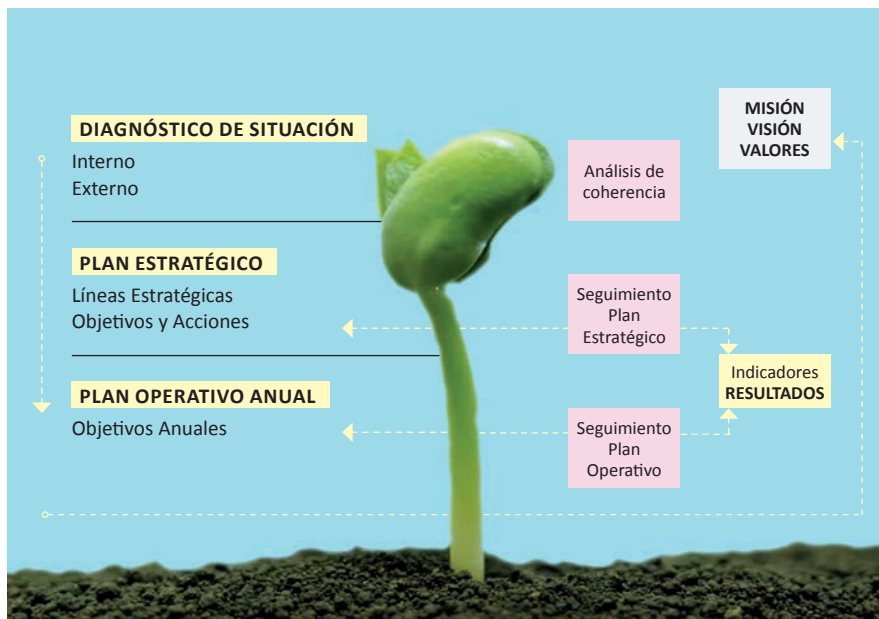 DIAGNÓSTICO DE SITUACIÓN
Interno
Externo
PLAN ESTRATÉGICO
Líneas Estratégicas
Objetivos y Acciones
PLAN OPERATIVO ANUAL
Objetivos Anuales
Análisis de
coherencia
Seguimiento
Plan
Estratégico
Seguimiento
Plan
Operativo
MISIÓN
VISIÓN
VALORES
Indicadores
RESULTADOS